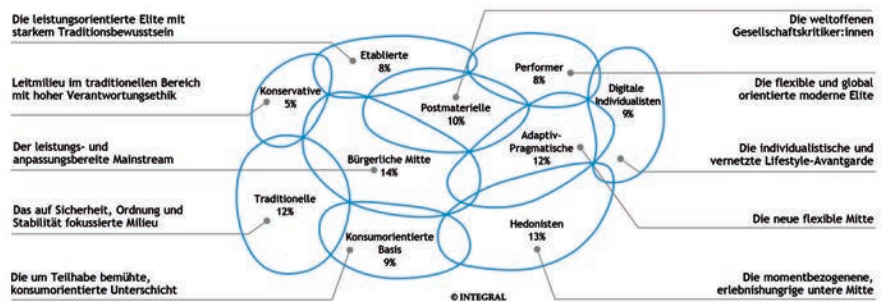 Die leistungsorientierte Elite mit
starkem Traditionsbewusstsein
Leitmilieu im traditionellen Bereich
mit hoher Verantwortungsethik
Der leistungs- und
anpassungsbereite Mainstream
Das auf Sicherheit, Ordnung und
Stabilität fokussierte Milieu
Die um Teilhabe bemühte,
konsumorientierte Unterschicht
Etablierte
8%
Konservative
5%
Postmaterielle
10%
Performer
8%
Digitale
Individualisten
9%
Bürgerliche Mitte
14%
Adaptiv-
Pragmatische
12%
Traditionelle
12%
Konsumorientierte
Basis
9%
Hedonisten
13%
© INTEGRAL
Die weltoffenen
Gesellschaftskritiker:innen
Die flexible und global
orientierte moderne Elite
Die individualistische und
vernetzte Lifestyle-Avantgarde
Die neue flexible Mitte
Die momentbezogene,
erlebnishungrige untere Mitte